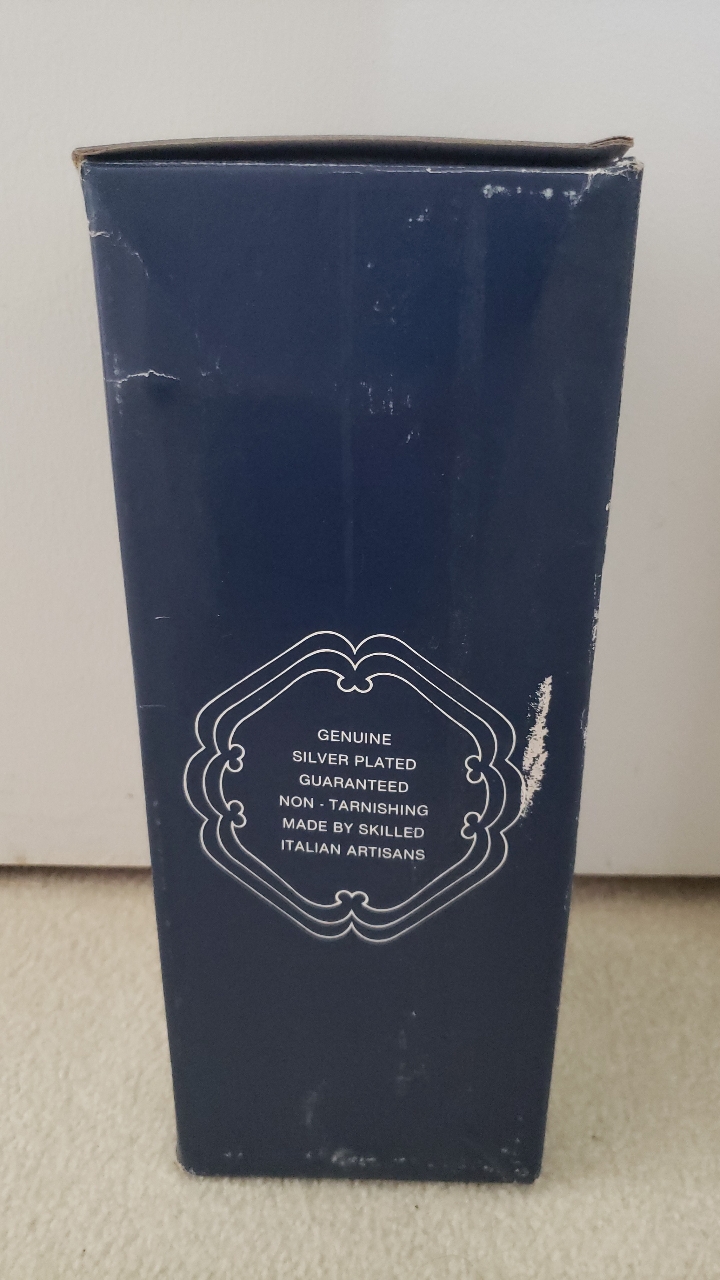 GENUINE
SILVER PLATED
GUARANTEED
NON - TARNISHING
MADE BY SKILLED
ITALIAN ARTISANS